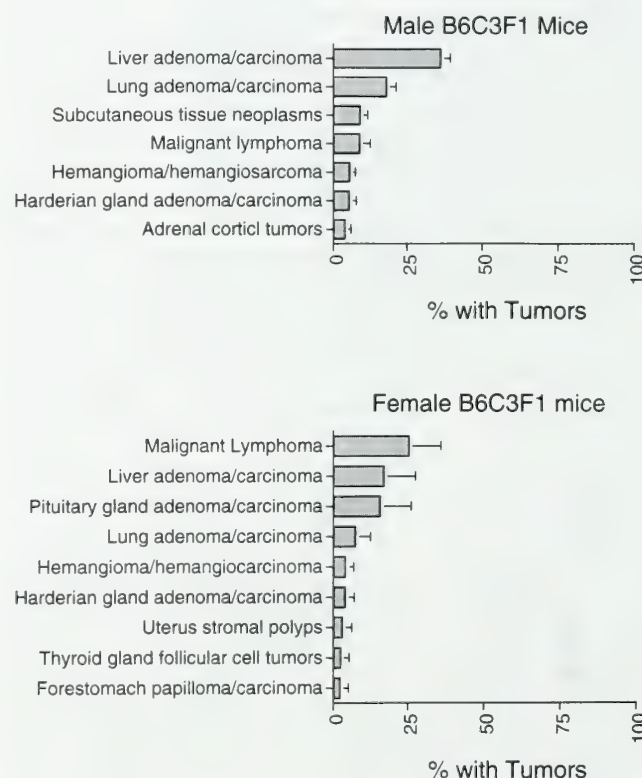 Male B6C3F1 Mice
Liver adenoma/carcinoma
Lung adenoma/carcinoma
Subcutaneous tissue neoplasms
Malignant lymphoma
Hemangioma/hemangiosarcoma
Harderian gland adenoma/carcinoma
Adrenal corticl tumors
0
25
50
75
100
% with Tumors
Female B6C3F1 mice
Malignant Lymphoma
Liver adenoma/carcinoma
Pituitary gland adenoma/carcinoma
Lung adenoma/carcinoma
Hemangioma/hemangiocarcinoma
Harderian gland adenoma/carcinoma
Uterus stromal polyps
Thyroid gland follicular cell tumors
Forestomach papilloma/carcinoma
0
25
50
75
100
% with Tumors